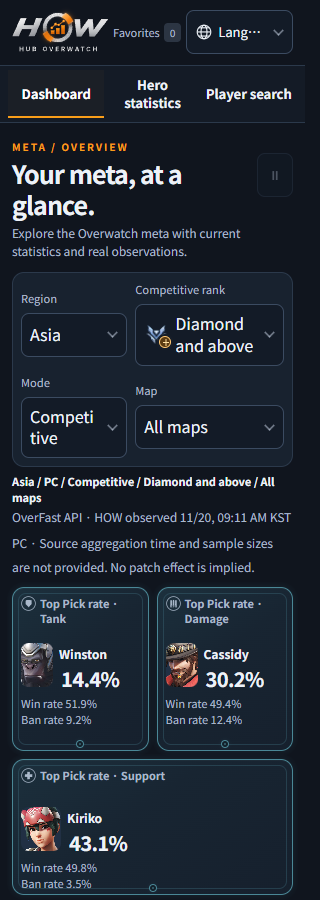 HOW
HUB OVERWATCH
Favorites 0
Lang...
Dashboard
Hero
statistics
Player search
META / OVERVIEW
Your meta, at a
glance.
Explore the Overwatch meta with current
statistics and real observations.
Region
Competitive rank
Asia
Diamond
and above
Mode
Map
Competi
tive
All maps
Asia / PC / Competitive / Diamond and above / All
maps
OverFast API · HOW observed 11/20, 09:11 AM KST
PC · Source aggregation time and sample sizes
are not provided. No patch effect is implied.
Top Pick rate ·
Tank
Winston
14.4%
Win rate 51.9%
Ban rate 9.2%
Top Pick rate ·
Damage
Cassidy
30.2%
Win rate 49.4%
Ban rate 12.4%
Top Pick rate · Support
Kiriko
43.1%
Win rate 49.8%
Ban rate 3.5%